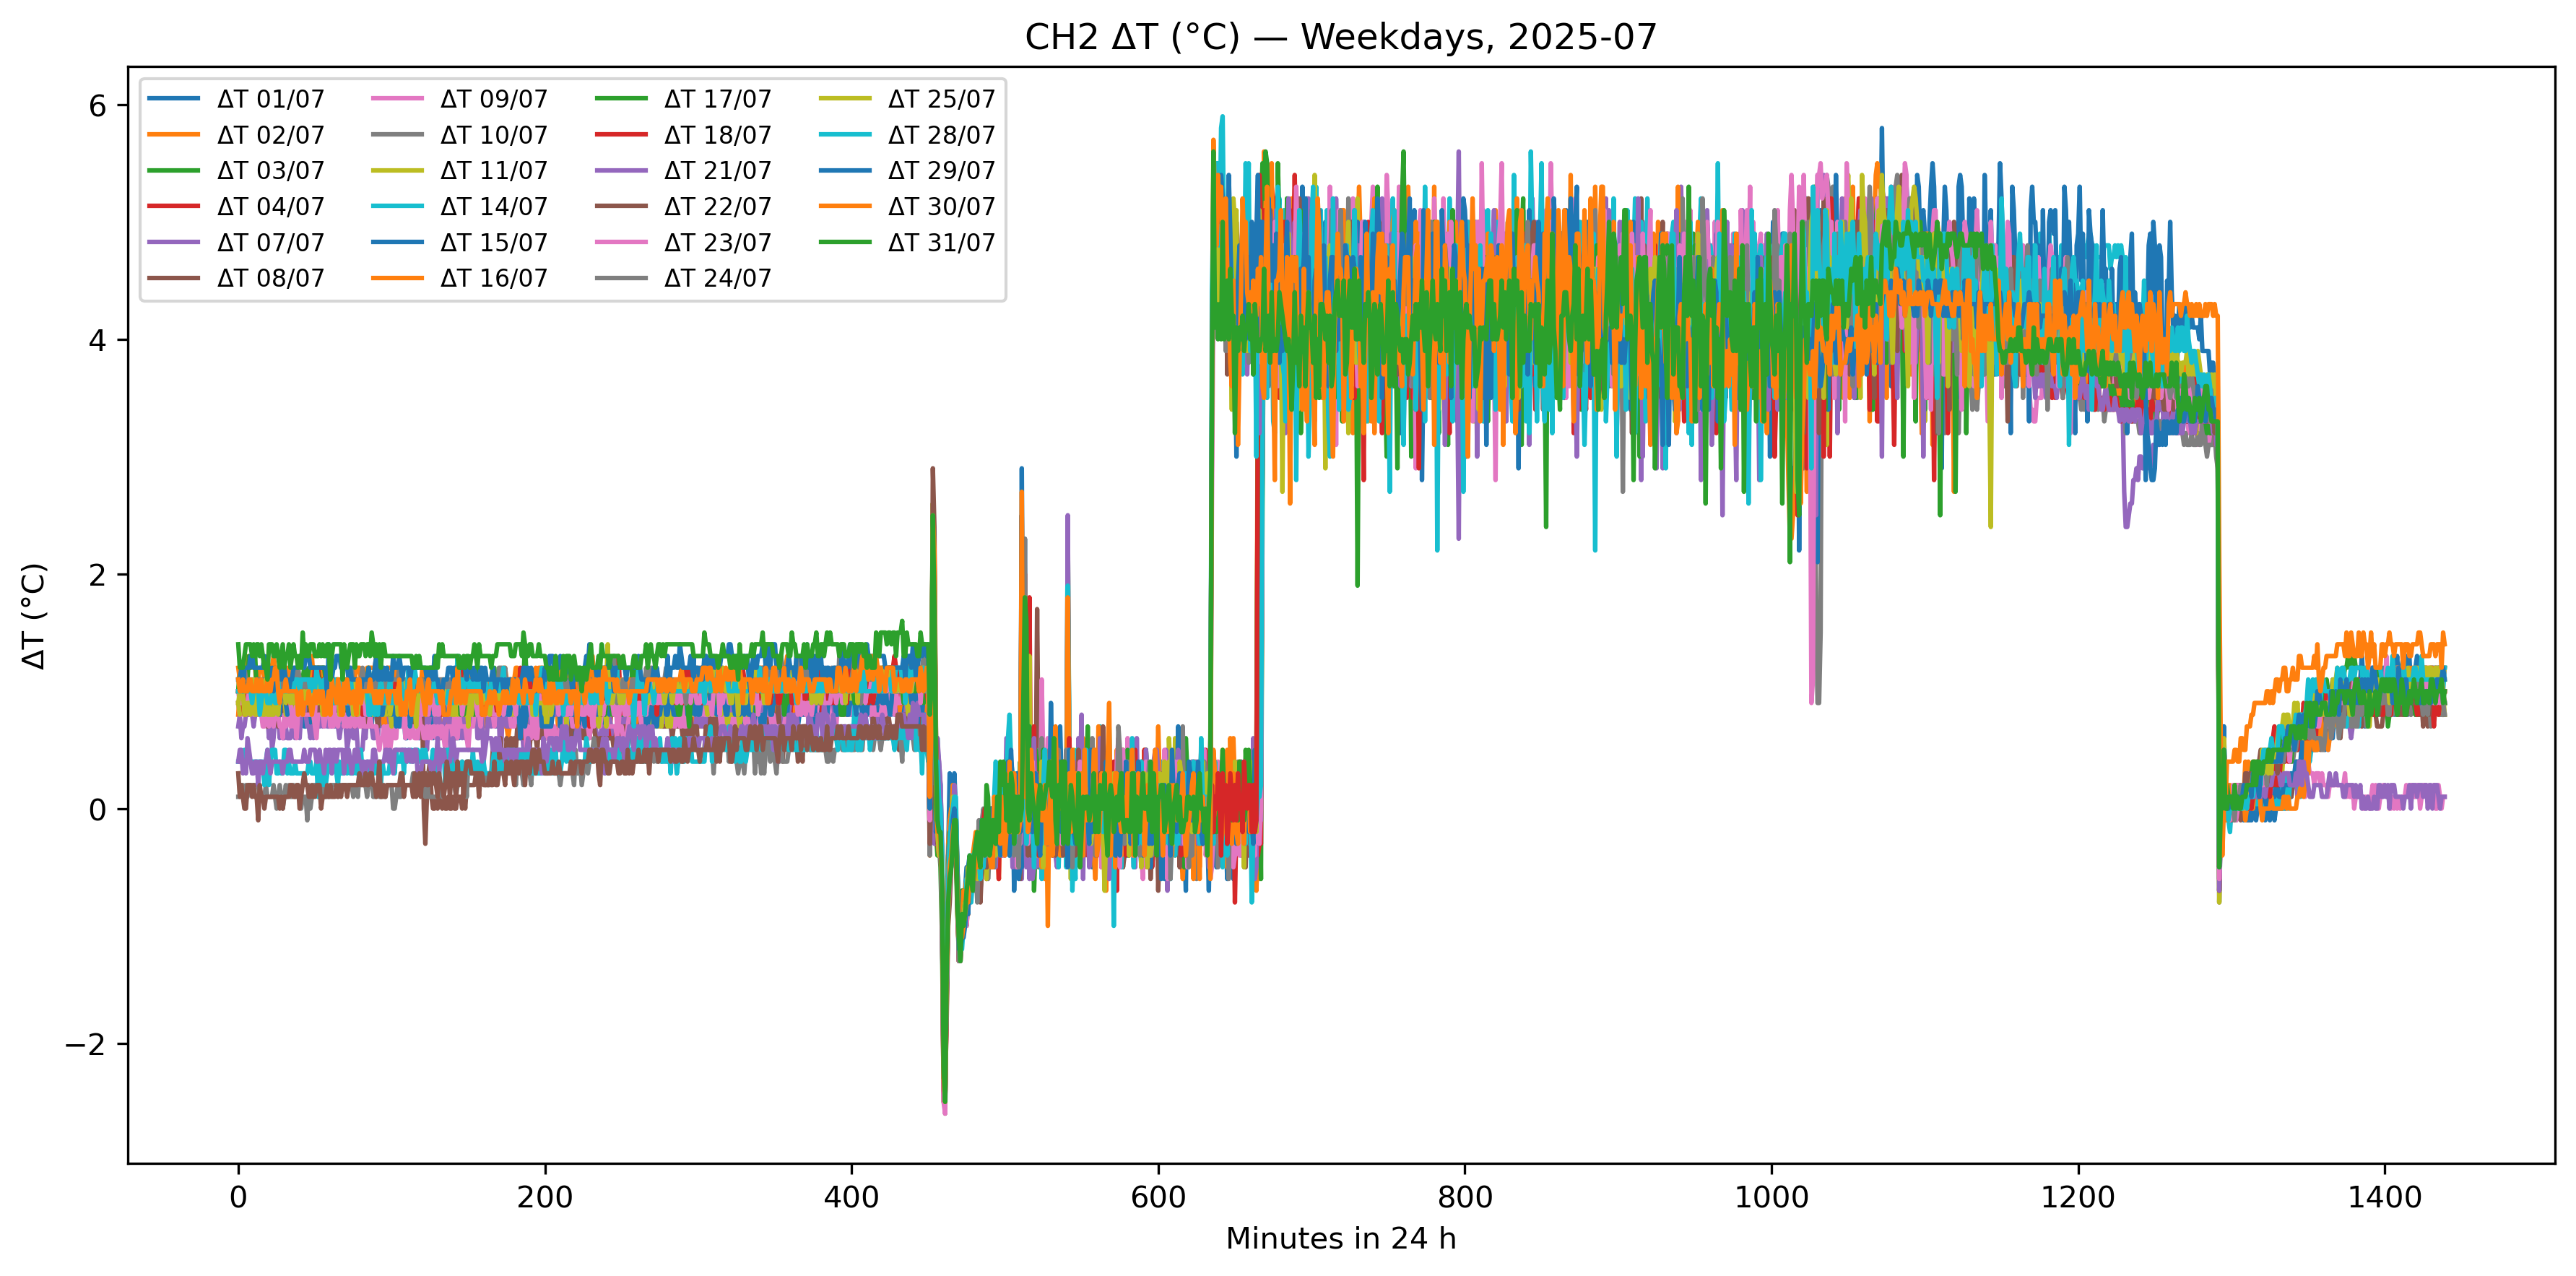 CH2 ΔT (°C) — Weekdays, 2025-07
ΔT 01/07
ΔT 02/07
ΔT 03/07
ΔT 04/07
ΔT 07/07
ΔT 08/07
ΔT 09/07
ΔT 10/07
ΔT 11/07
ΔT 14/07
ΔT 15/07
ΔT 16/07
ΔT 17/07
ΔT 18/07
ΔT 21/07
ΔT 22/07
ΔT 23/07
ΔT 24/07
ΔT 25/07
ΔT 28/07
ΔT 29/07
ΔT 30/07
ΔT 31/07
ΔT (°C)
6
4
2
0
−2
0 200 400 600 800 1000 1200 1400
Minutes in 24 h